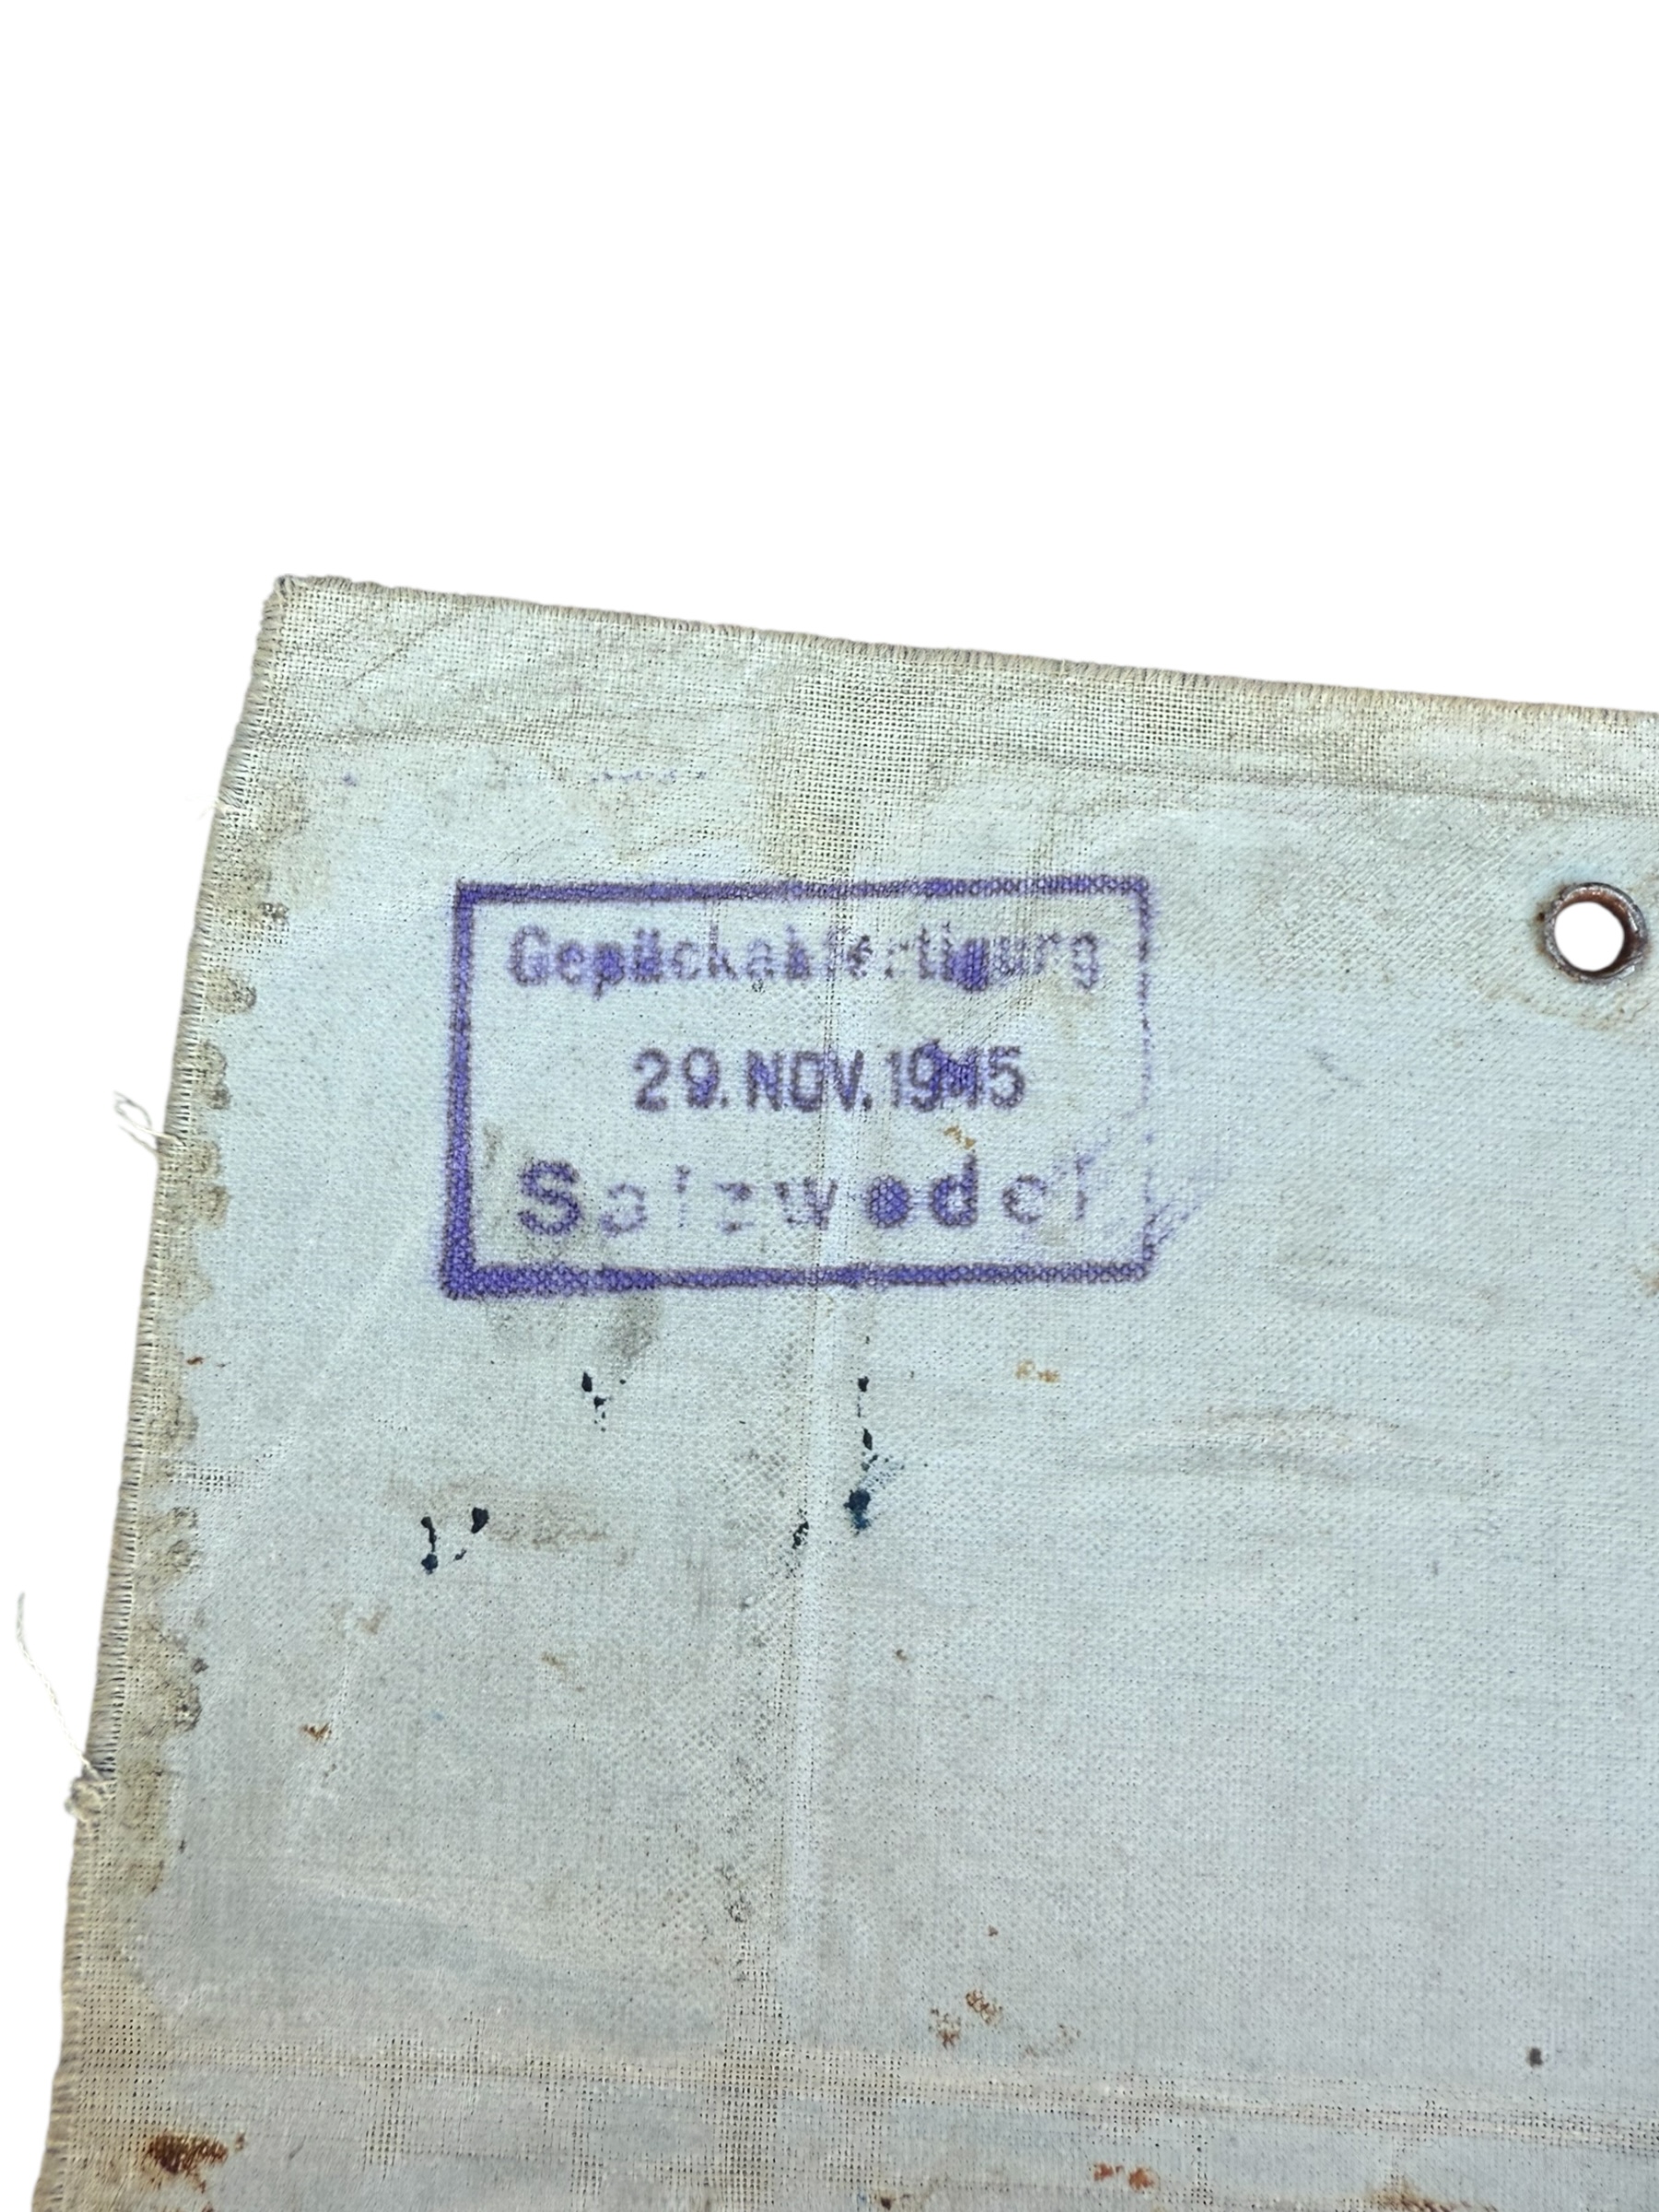 Gepäckabfertigung
29. NOV. 1945
Salzwedel